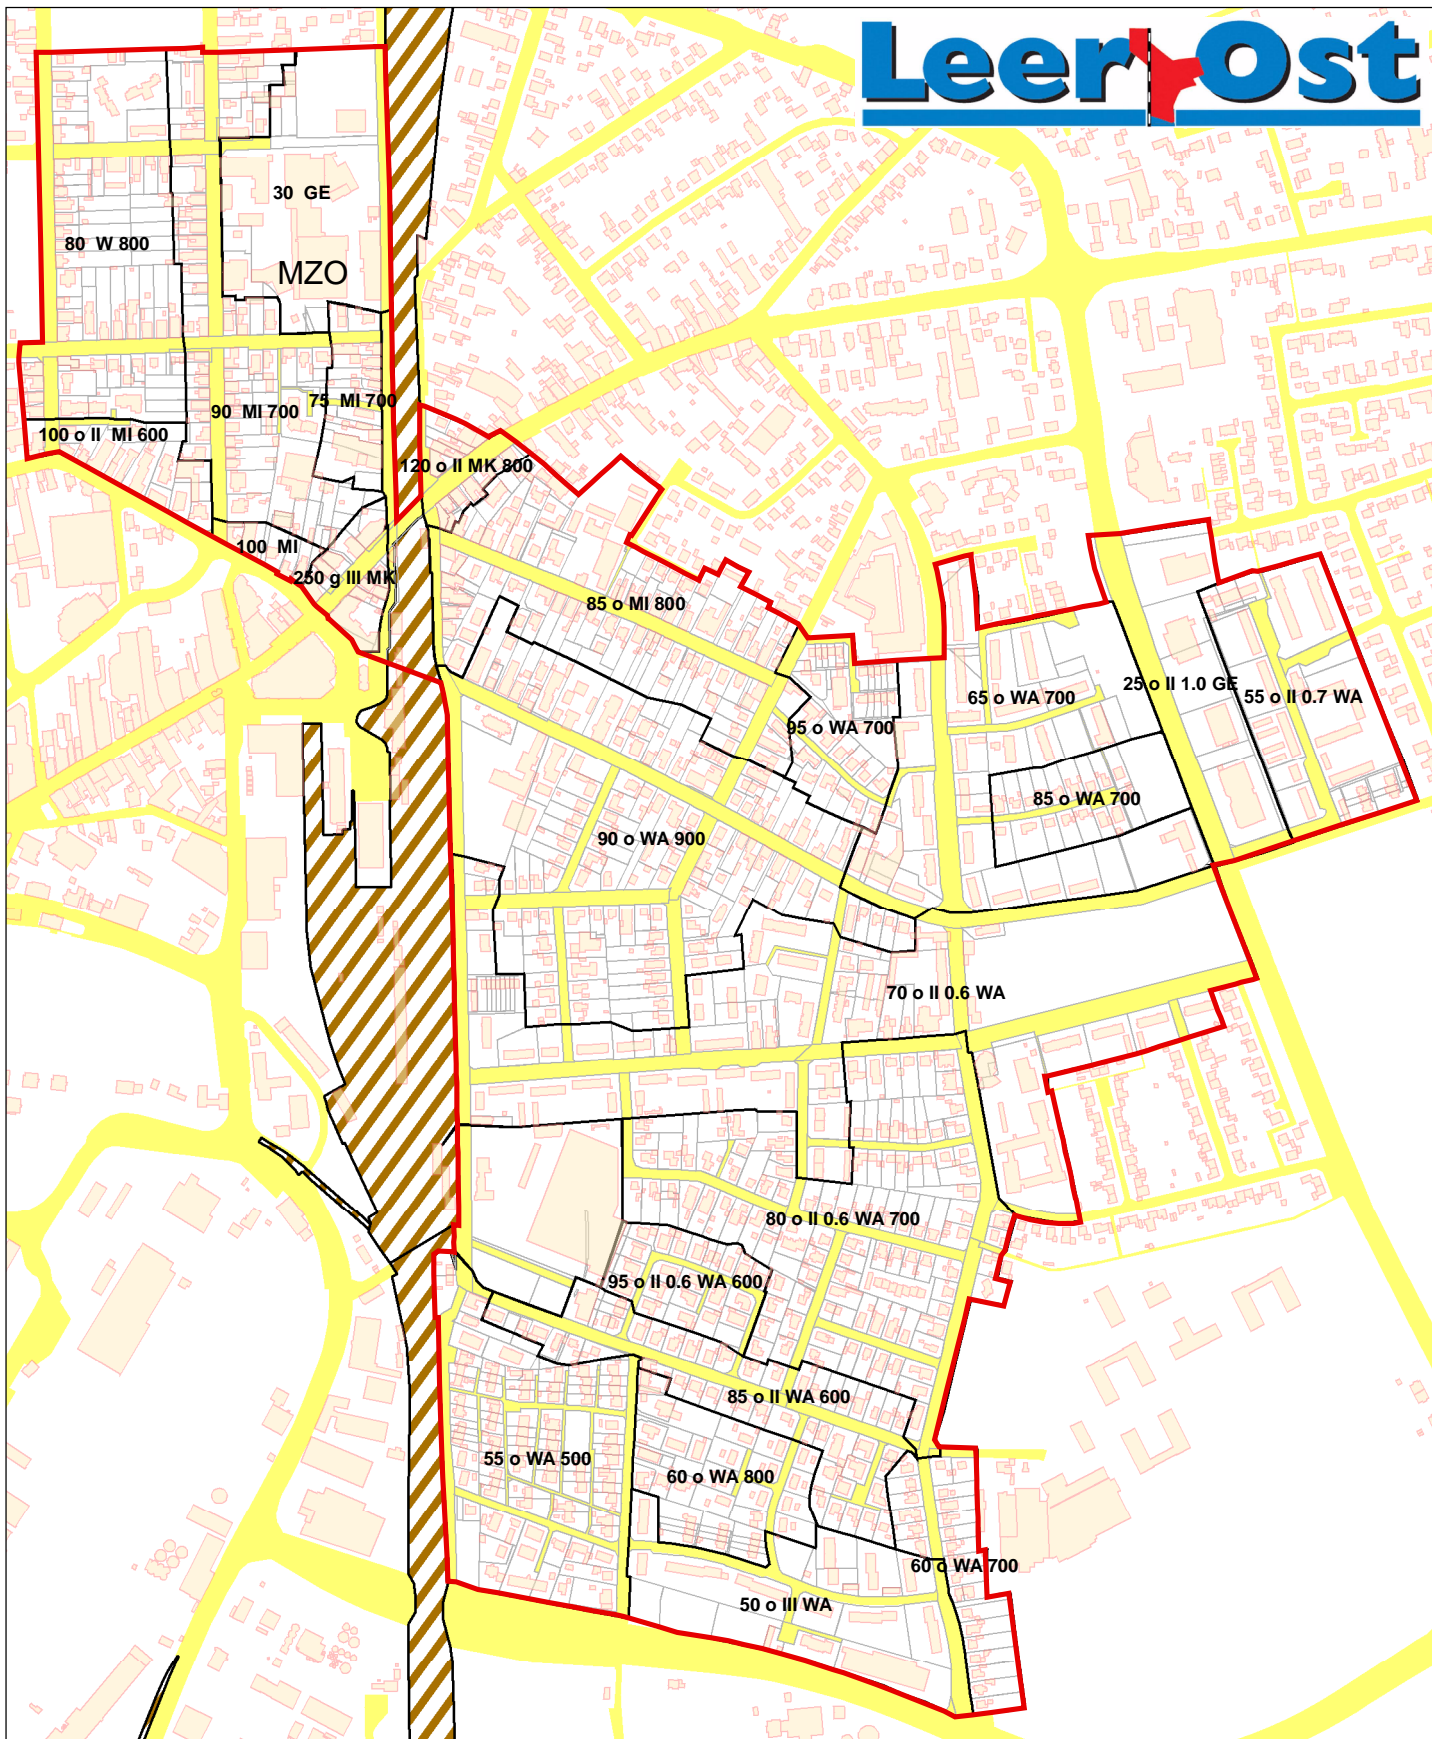 Leer Ost
30 GE
80 W 800
MZO
90 MI 700
75 MI 700
100 o II MI 600
120 o II MK 800
100 MI
250 g III MK
85 o MI 800
95 o WA 700
65 o WA 700
25 o II 1.0 GE
55 o II 0.7 WA
85 o WA 700
90 o WA 900
70 o II 0.6 WA
80 o II 0.6 WA 700
95 o II 0.6 WA 600
85 o II WA 600
55 o WA 500
60 o WA 800
60 o WA 700
50 o III WA